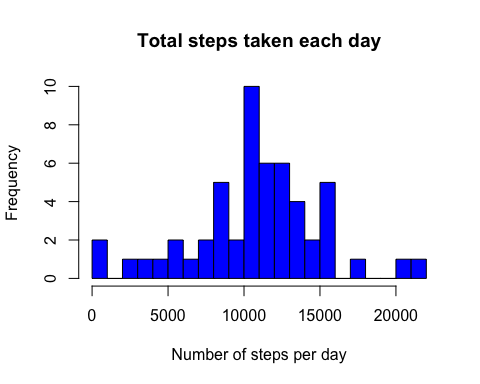 Total steps taken each day
Frequency
10
8
6
4
2
0
0 5000 10000 15000 20000
Number of steps per day